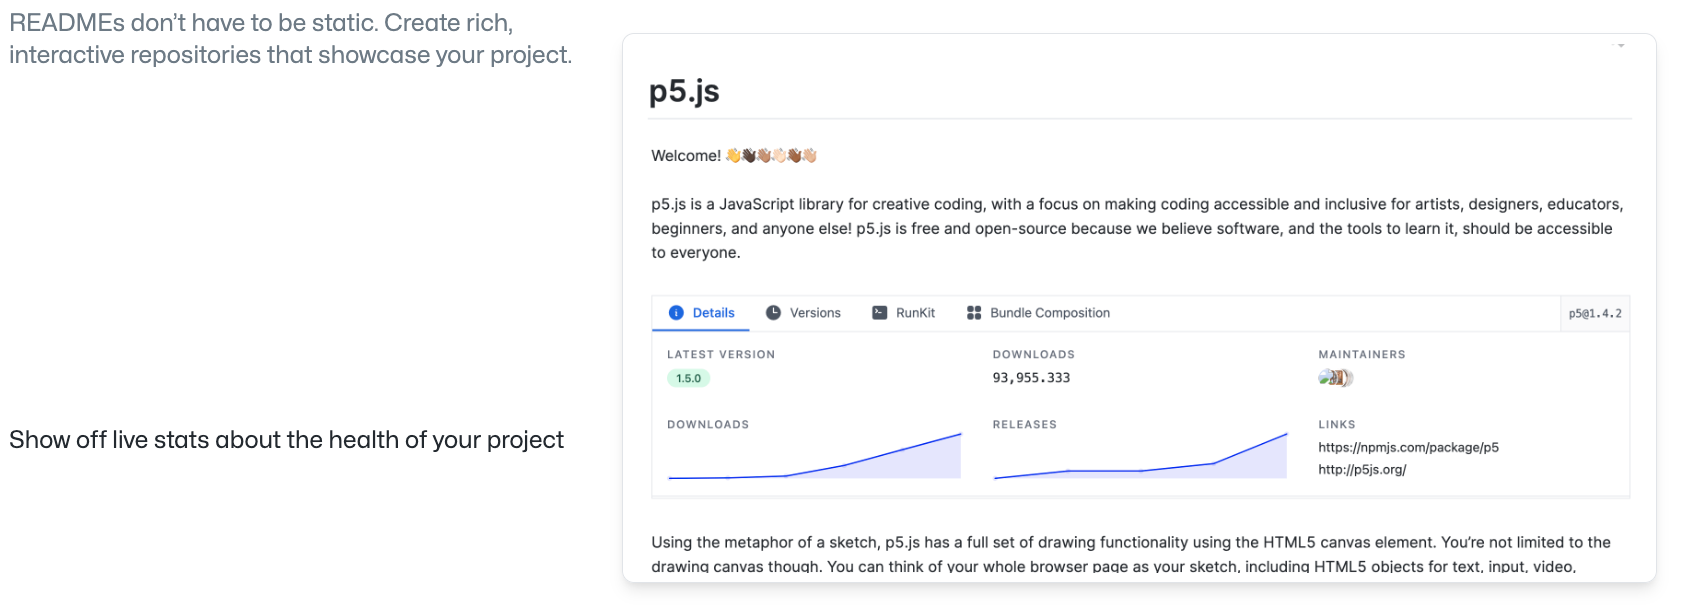 READMEs don’t have to be static. Create rich,
interactive repositories that showcase your project.
Show off live stats about the health of your project
p5.js
Welcome! 👋👋🏿👋🏽👋🏻👋🏾👋🏼
p5.js is a JavaScript library for creative coding, with a focus on making coding accessible and inclusive for artists, designers, educators,
beginners, and anyone else! p5.js is free and open-source because we believe software, and the tools to learn it, should be accessible
to everyone.
Details Versions RunKit Bundle Composition p5@1.4.2
LATEST VERSION DOWNLOADS MAINTAINERS
1.5.0 93,955.333
DOWNLOADS RELEASES LINKS
https://npmjs.com/package/p5
http://p5js.org/
Using the metaphor of a sketch, p5.js has a full set of drawing functionality using the HTML5 canvas element. You’re not limited to the
drawing canvas though. You can think of your whole browser page as your sketch, including HTML5 objects for text, input, video,